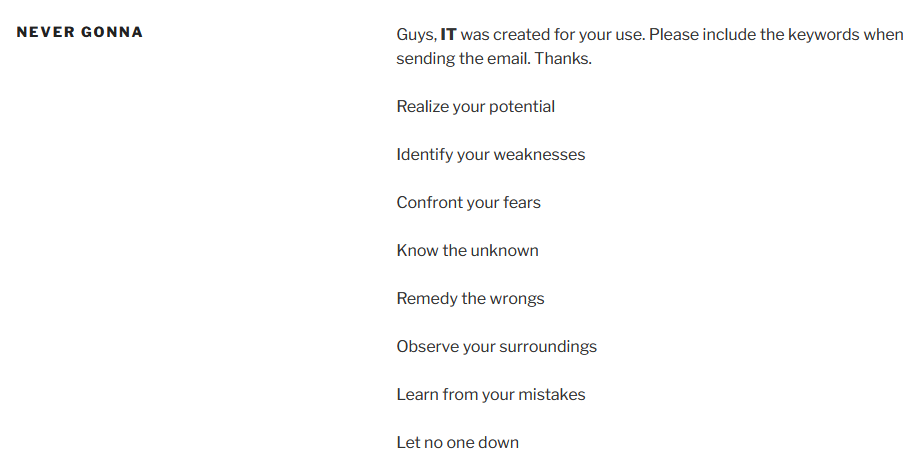 NEVER GONNA
Guys, IT was created for your use. Please include the keywords when
sending the email. Thanks.
Realize your potential
Identify your weaknesses
Confront your fears
Know the unknown
Remedy the wrongs
Observe your surroundings
Learn from your mistakes
Let no one down